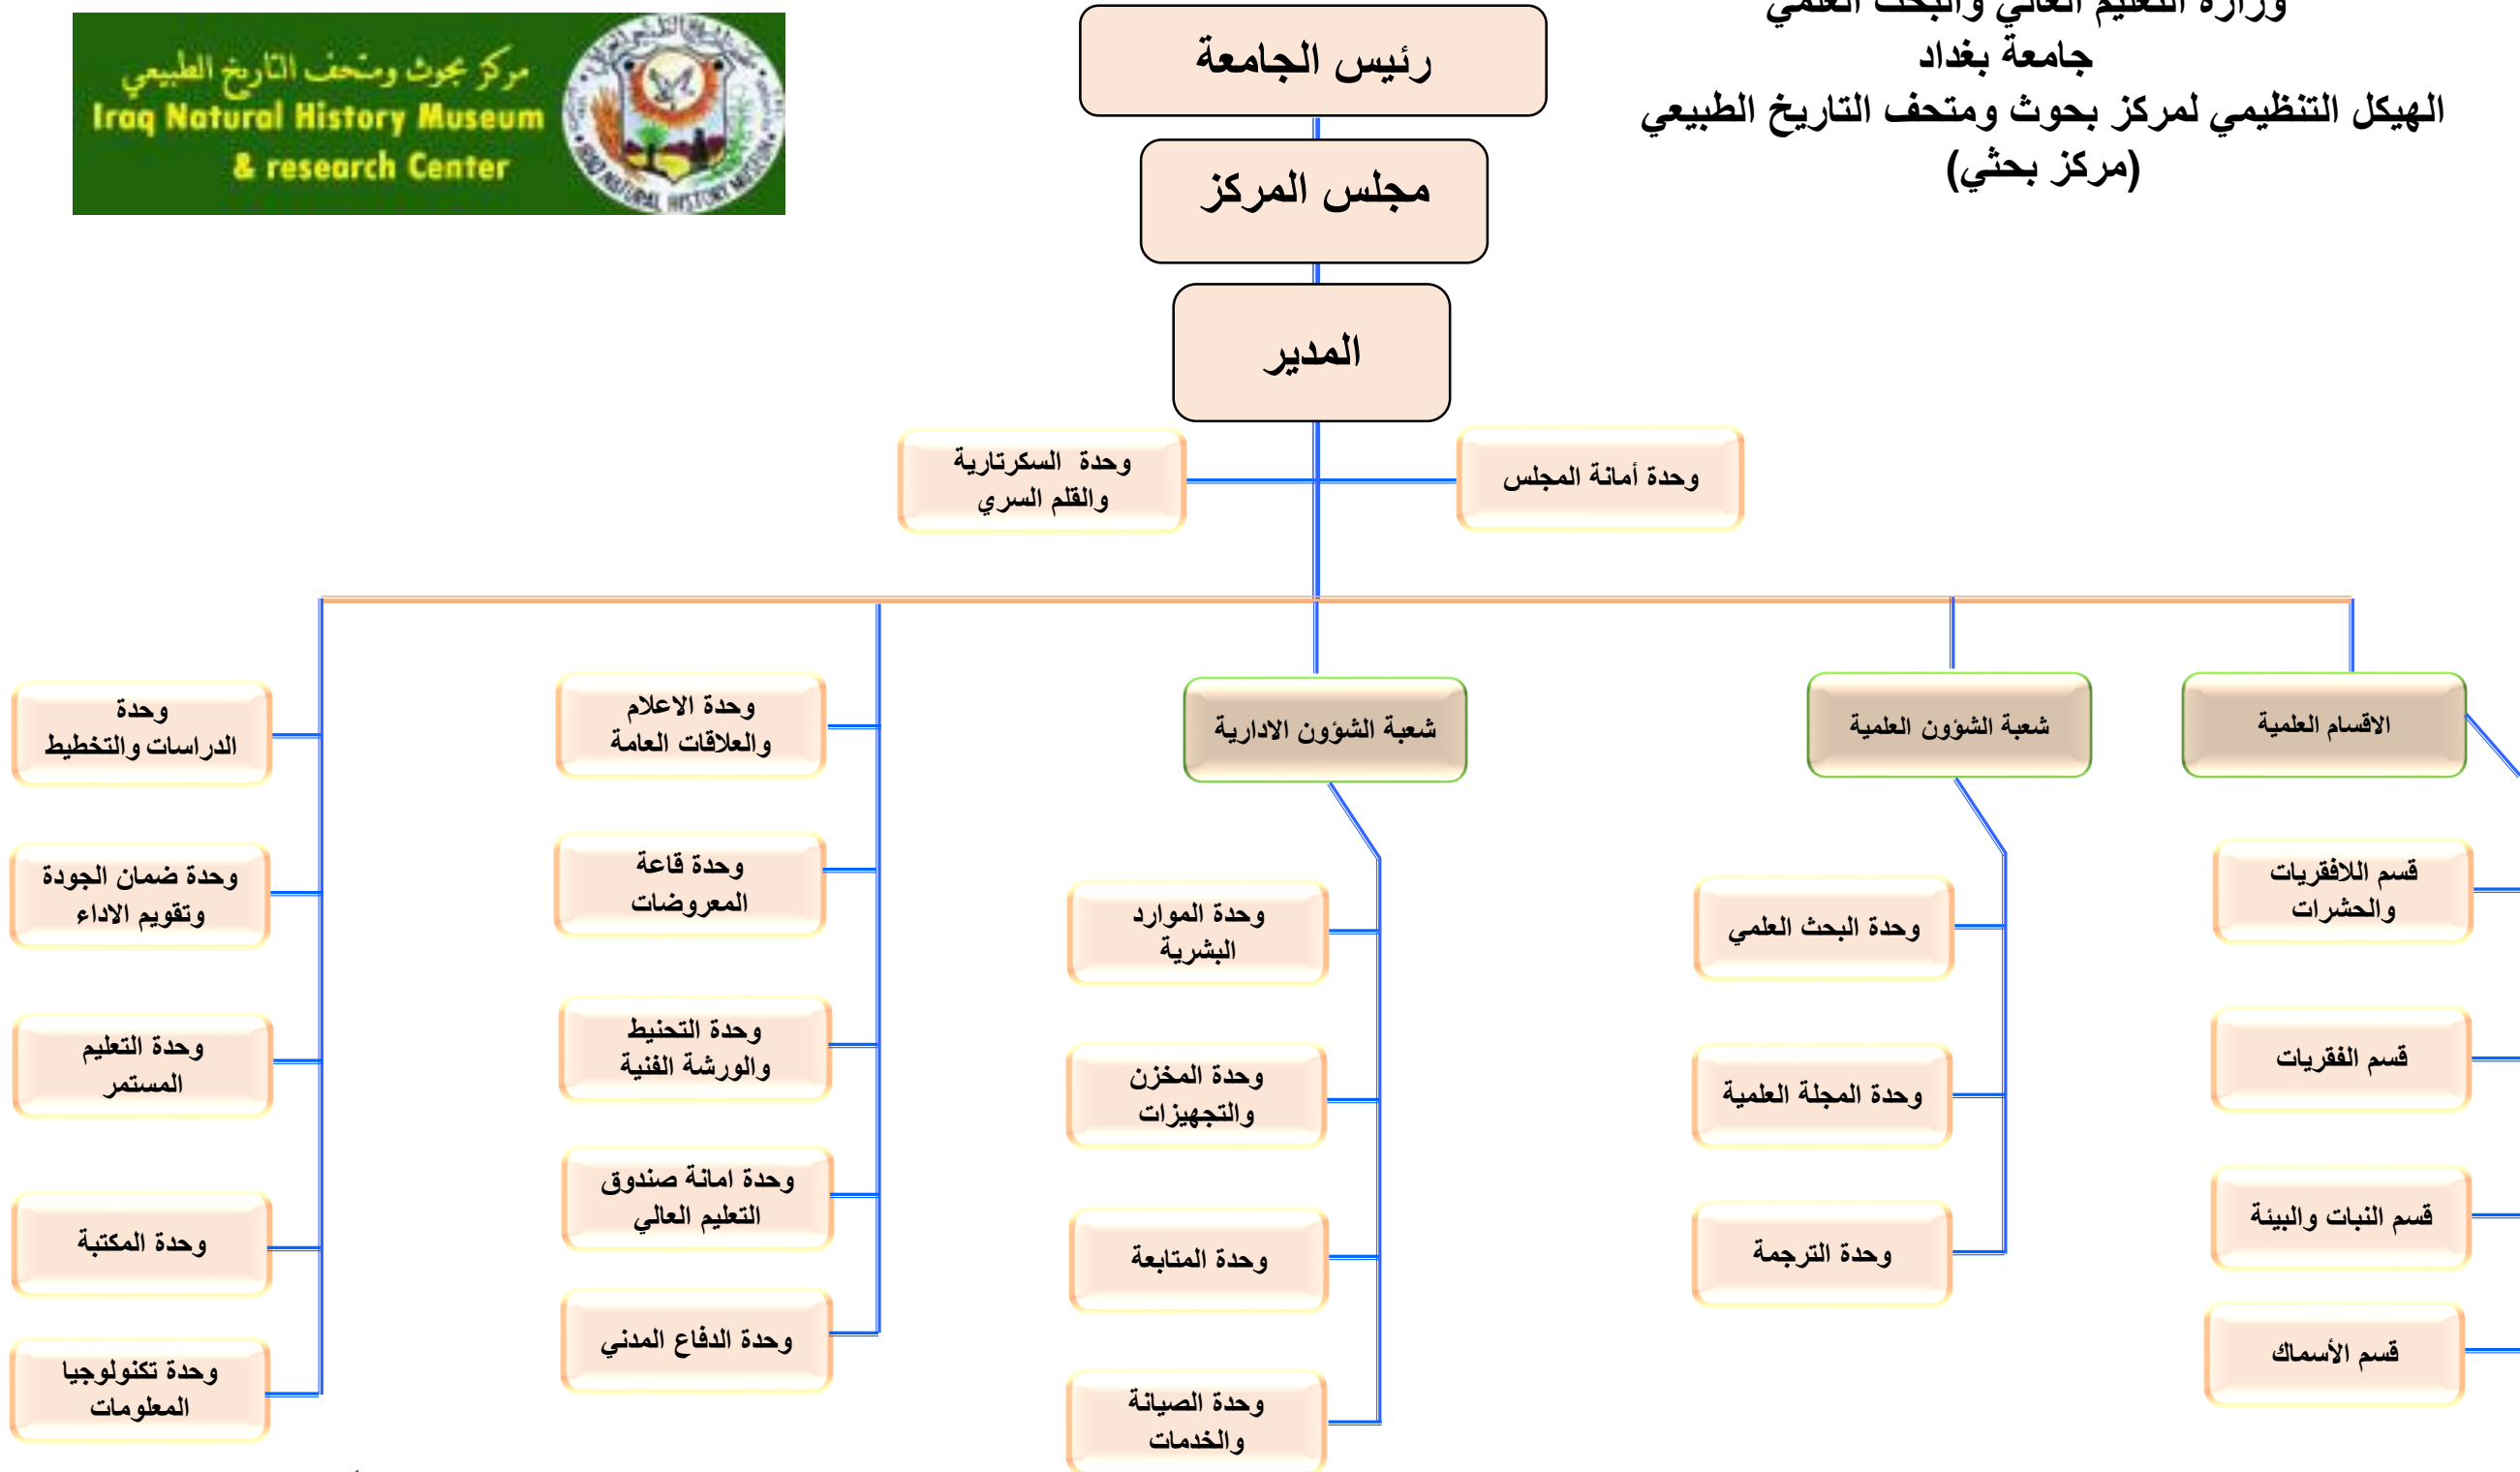 وزارة التعليم العالي والبحث العلمي
جامعة بغداد
الهيكل التنظيمي لمركز بحوث ومتحف التاريخ الطبيعي
(مركز بحثي)
مركز بحوث ومتحف التاريخ الطبيعي
Iraq Natural History Museum
& research Center
IRAQ NATURAL HISTORY MUSEUM
رئيس الجامعة
مجلس المركز
المدير
وحدة أمانة المجلس
وحدة السكرتارية
والقلم السري
الاقسام العلمية
قسم اللافقريات
والحشرات
قسم الفقريات
قسم النبات والبيئة
قسم الأسماك
شعبة الشؤون العلمية
وحدة البحث العلمي
وحدة المجلة العلمية
وحدة الترجمة
شعبة الشؤون الادارية
وحدة الموارد
البشرية
وحدة المخزن
والتجهيزات
وحدة المتابعة
وحدة الصيانة
والخدمات
وحدة الاعلام
والعلاقات العامة
وحدة قاعة
المعروضات
وحدة التحنيط
والورشة الفنية
وحدة امانة صندوق
التعليم العالي
وحدة الدفاع المدني
وحدة
الدراسات والتخطيط
وحدة ضمان الجودة
وتقويم الاداء
وحدة التعليم
المستمر
وحدة المكتبة
وحدة تكنولوجيا
المعلومات